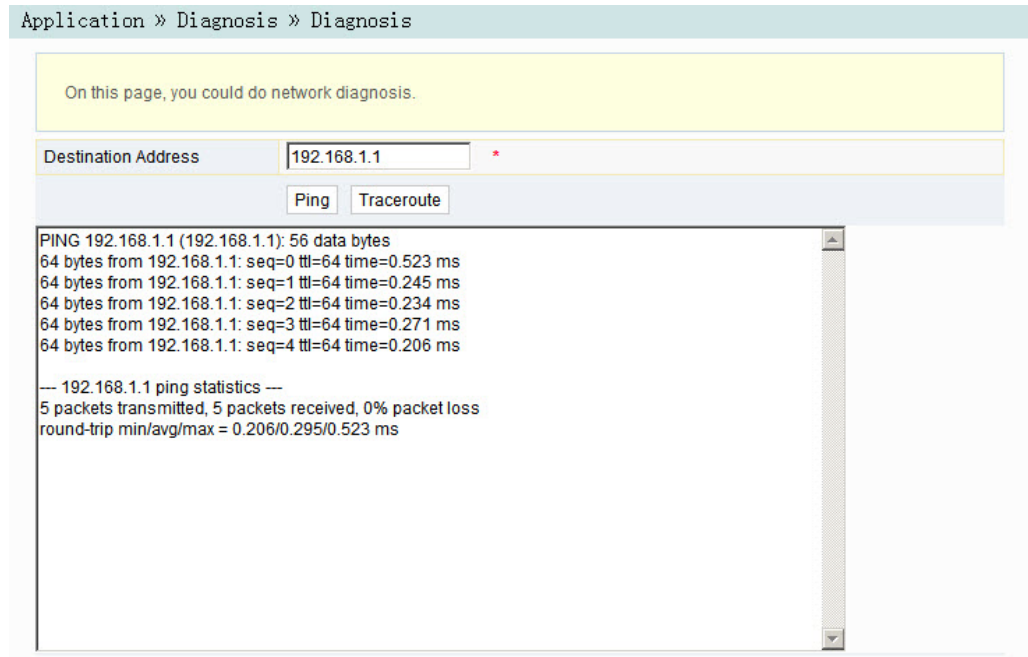 Application » Diagnosis » Diagnosis
On this page, you could do network diagnosis.
Destination Address 192.168.1.1 *
Ping Traceroute
PING 192.168.1.1 (192.168.1.1): 56 data bytes
64 bytes from 192.168.1.1: seq=0 ttl=64 time=0.523 ms
64 bytes from 192.168.1.1: seq=1 ttl=64 time=0.245 ms
64 bytes from 192.168.1.1: seq=2 ttl=64 time=0.234 ms
64 bytes from 192.168.1.1: seq=3 ttl=64 time=0.271 ms
64 bytes from 192.168.1.1: seq=4 ttl=64 time=0.206 ms
--- 192.168.1.1 ping statistics ---
5 packets transmitted, 5 packets received, 0% packet loss
round-trip min/avg/max = 0.206/0.295/0.523 ms